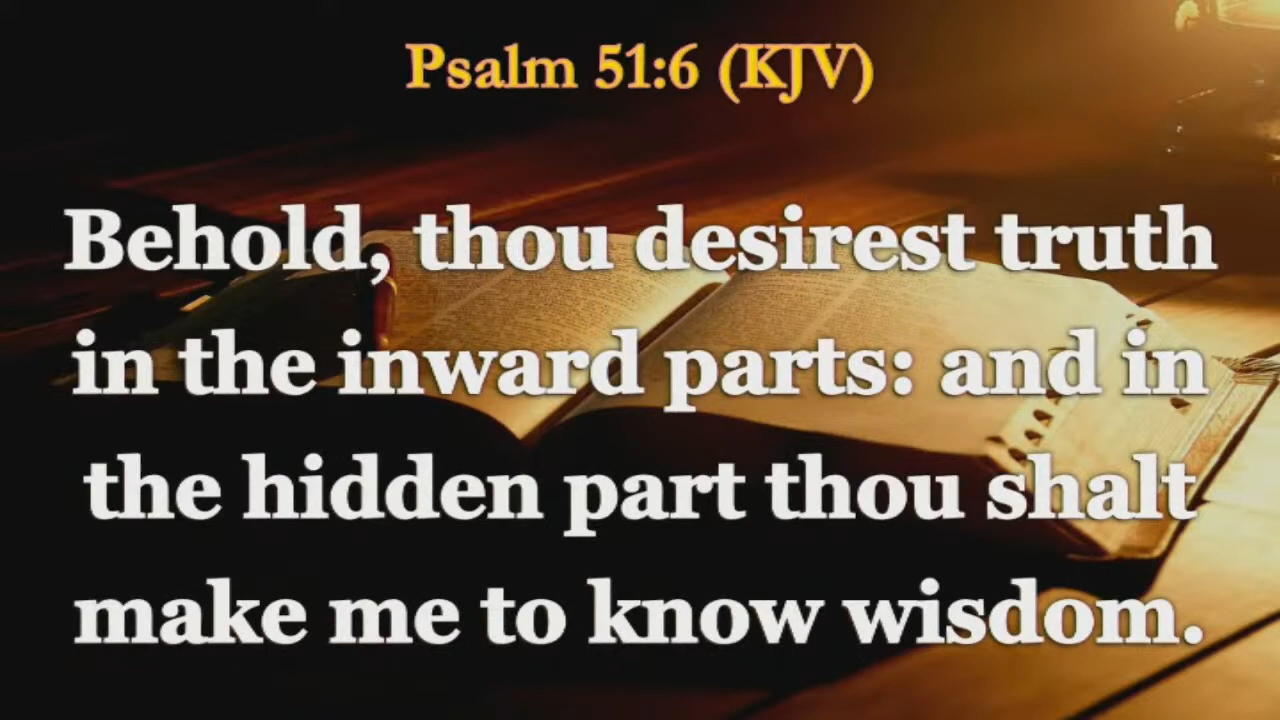 Psalm 51:6 (KJV)
Behold, thou desirest truth
in the inward parts: and in
the hidden part thou shalt
make me to know wisdom.